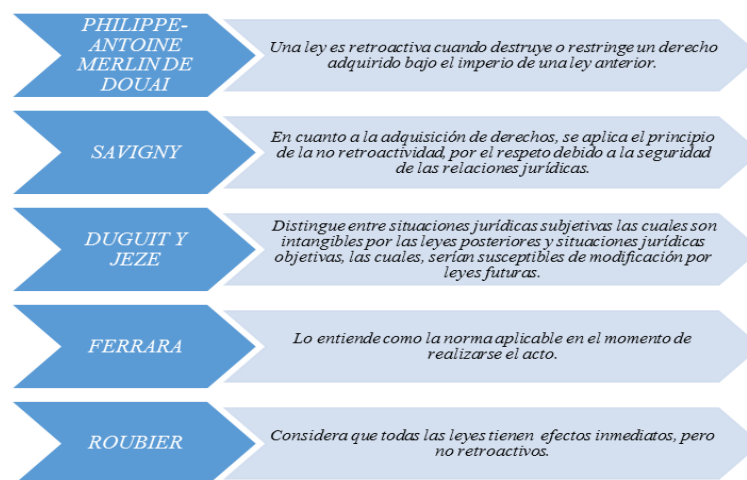 PHILIPPE-
ANTOINE
MERLIN DE
DOUAI
Una ley es retroactiva cuando destruye o restringe un derecho
adquirido bajo el imperio de una ley anterior.
SAVIGNY
En cuanto a la adquisición de derechos, se aplica el principio
de la no retroactividad, por el respeto debido a la seguridad
de las relaciones jurídicas.
DUGUIT Y
JEZE
Distingue entre situaciones jurídicas subjetivas las cuales son
intangibles por las leyes posteriores y situaciones jurídicas
objetivas, las cuales, serían susceptibles de modificación por
leyes futuras.
FERRARA
Lo entiende como la norma aplicable en el momento de
realizarse el acto.
ROUBIER
Considera que todas las leyes tienen efectos inmediatos, pero
no retroactivos.